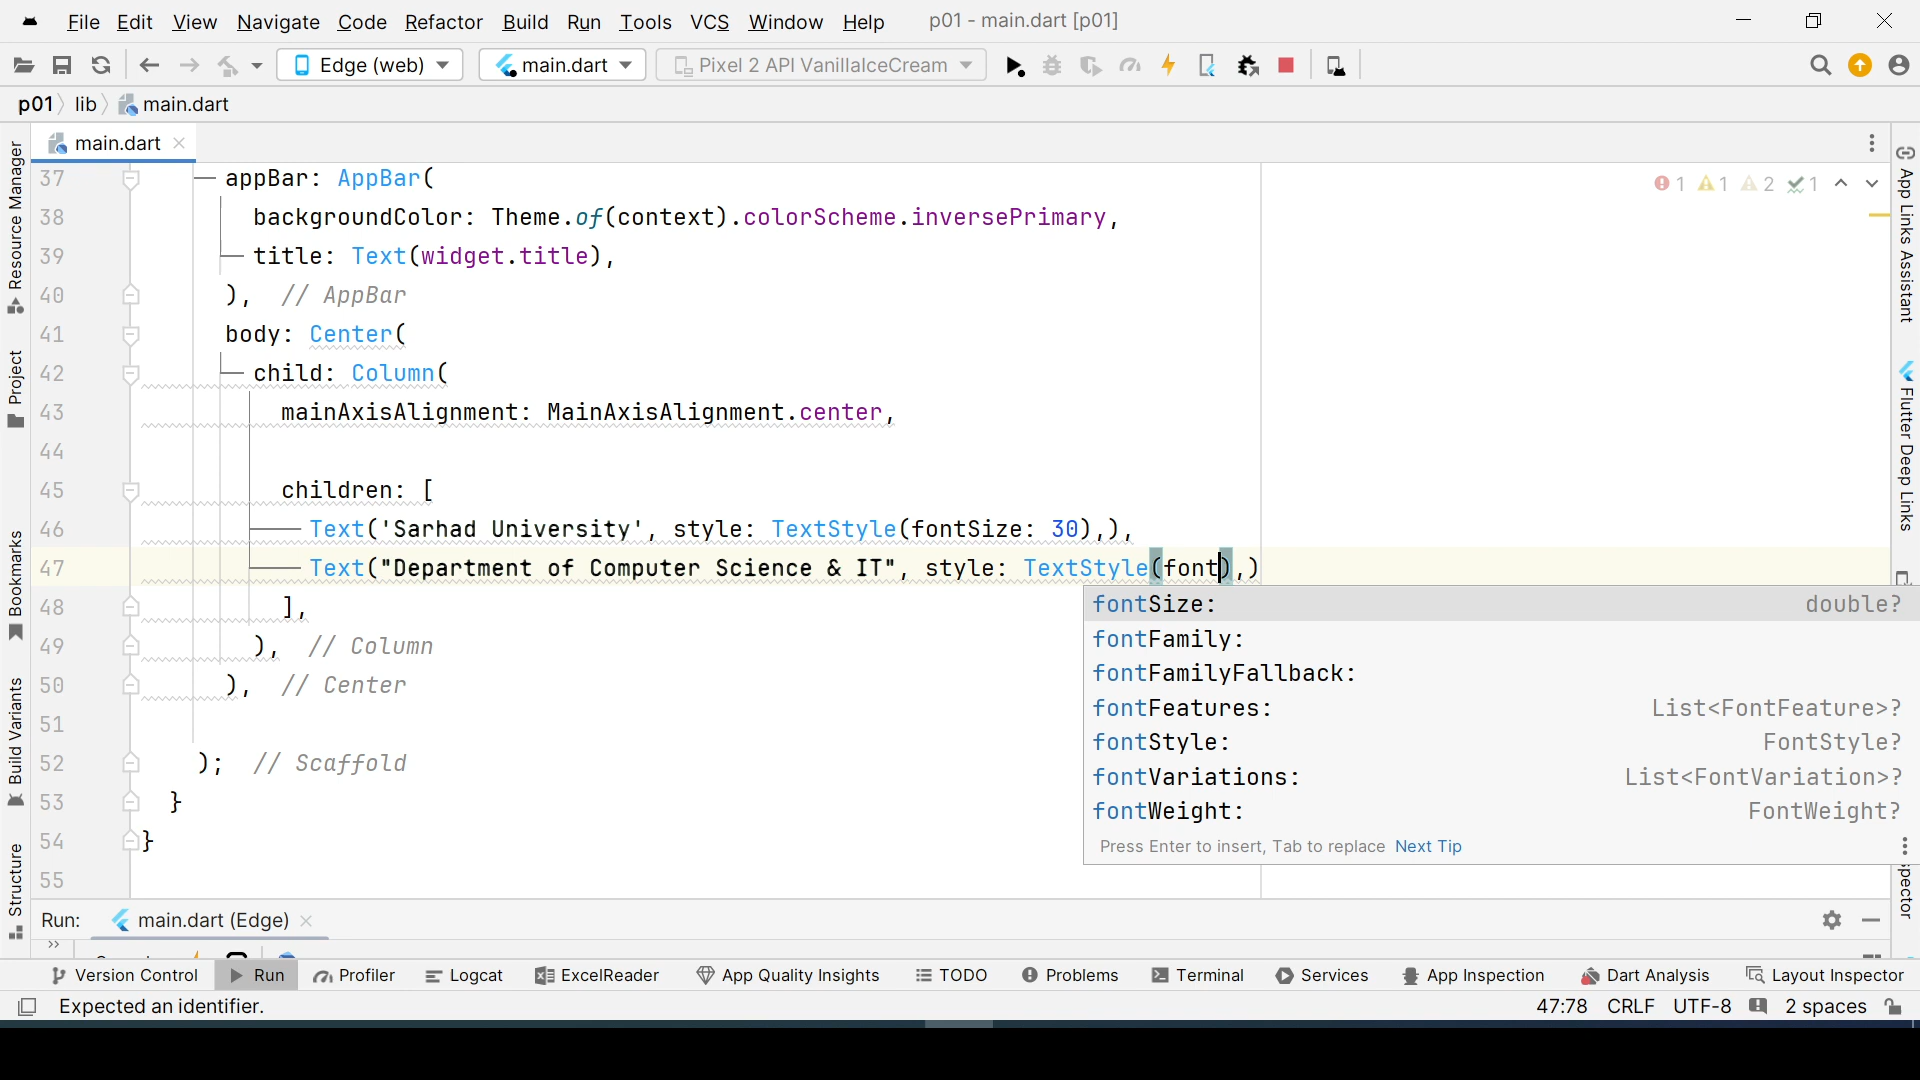 File Edit View Navigate Code Refactor Build Run Tools VCS Window Help p01 - main.dart [p01]
Edge (web) main.dart Pixel 2 API VanillaIceCream
p01 lib main.dart
main.dart
37 appBar: AppBar(
38 backgroundColor: Theme.of(context).colorScheme.inversePrimary,
39 title: Text(widget.title),
40 ), // AppBar
41 body: Center(
42 child: Column(
43 mainAxisAlignment: MainAxisAlignment.center,
44
45 children: [
46 Text('Sarhad University', style: TextStyle(fontSize: 30),),
47 Text("Department of Computer Science & IT", style: TextStyle(font),)
48 ],
49 ), // Column
50 ), // Center
51
52 ); // Scaffold
53 }
54 }
55
1 1 2 1
fontSize: double?
fontFamily:
fontFamilyFallback:
fontFeatures: List<FontFeature>?
fontStyle: FontStyle?
fontVariations: List<FontVariation>?
fontWeight: FontWeight?
Press Enter to insert, Tab to replace Next Tip
Resource Manager
Project
Bookmarks
Build Variants
Structure
App Links Assistant
Flutter Deep Links
Run: main.dart (Edge)
Version Control Run Profiler Logcat ExcelReader App Quality Insights TODO Problems Terminal Services App Inspection Dart Analysis Layout Inspector
Expected an identifier. 47:78 CRLF UTF-8 2 spaces